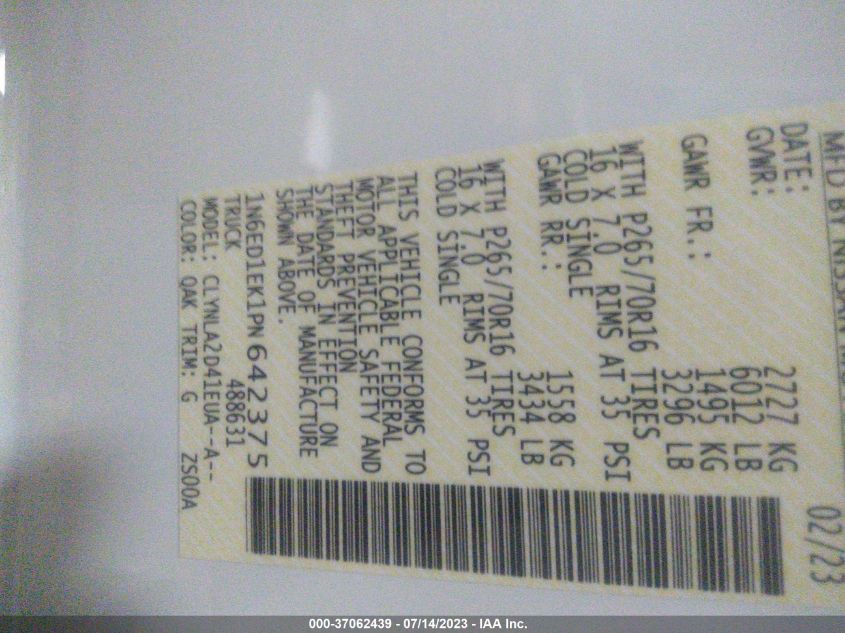 MFD BY NISSAN
DATE: 02/23
GVWR: 2727 KG
6012 LB
GAWR FR.: 1495 KG
3296 LB
WITH P265/70R16 TIRES
16 X 7.0 RIMS AT 35 PSI
COLD SINGLE
GAWR RR.: 1558 KG
3434 LB
WITH P265/70R16 TIRES
16 X 7.0 RIMS AT 35 PSI
COLD SINGLE
THIS VEHICLE CONFORMS TO
ALL APPLICABLE FEDERAL
MOTOR VEHICLE SAFETY AND
THEFT PREVENTION
STANDARDS IN EFFECT ON
THE DATE OF MANUFACTURE
SHOWN ABOVE.
1N6ED1EK1PN642375
TRUCK 488631
MODEL: CLYNLA2D41EUA--A--
COLOR: QAK TRIM: G 2S00A
000-37062439 - 07/14/2023 - IAA Inc.